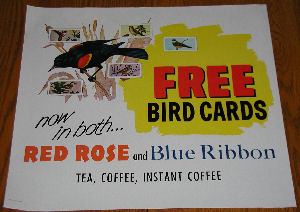 FREE
BIRD CARDS
now
in both...
RED ROSE and Blue Ribbon
TEA, COFFEE, INSTANT COFFEE